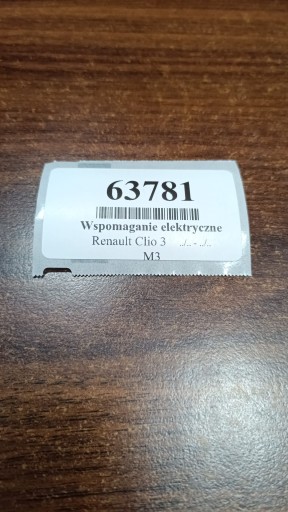 63781
Wspomaganie elektryczne
Renault Clio 3 ../.. - ../..
M3